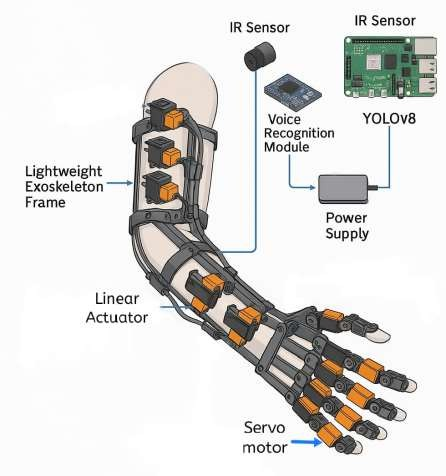 IR Sensor
IR Sensor
Voice
Recognition
Module
YOLOv8
Lightweight
Exoskeleton
Frame
Power
Supply
Linear
Actuator
Servo
motor